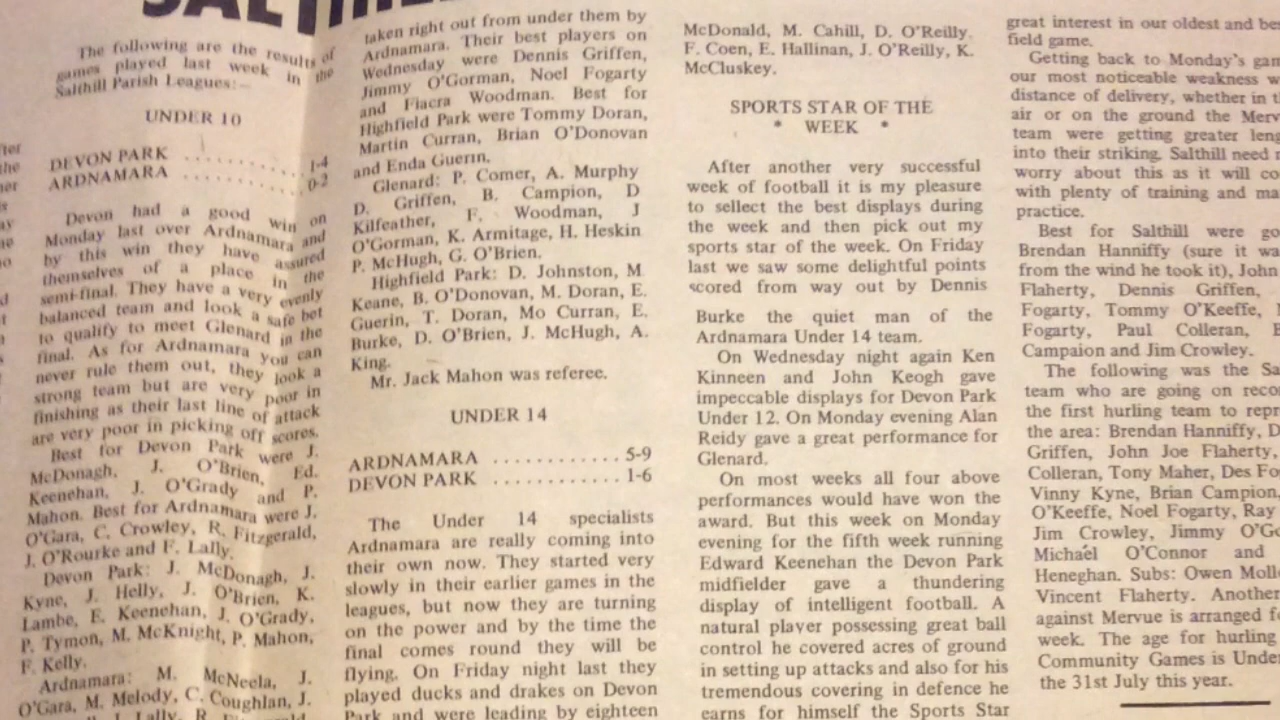 The following are the results of
games played last week in the
Salthill Parish Leagues:—
UNDER 10
DEVON PARK .......... 1-4
ARDNAMARA .......... 0-2
Devon had a good win on
Monday last over Ardnamara and
by this win they have assured
themselves of a place in the
semi-final. They have a very evenly
balanced team and look a safe bet
to qualify to meet Glenard in the
final. As for Ardnamara you can
never rule them out, they look a
strong team but are very poor in
finishing as their last line of attack
are very poor in picking off scores.
Best for Devon Park were J.
McDonagh, J. O'Brien, Ed.
Keenehan, J. O'Grady and P.
Mahon. Best for Ardnamara were J.
O'Gara, C. Crowley, R. Fitzgerald,
J. O'Rourke and F. Lally.
Devon Park: J. McDonagh, J.
Kyne, J. Helly, J. O'Brien, K.
Lambe, E. Keenehan, J. O'Grady,
P. Tymon, M. McKnight, P. Mahon,
F. Kelly.
Ardnamara: M. McNeela, J.
O'Gara, M. Melody, C. Coughlan, J.
J. Lally, R.
taken right out from under them by
Ardnamara. Their best players on
Wednesday were Dennis Griffen,
Jimmy O'Gorman, Noel Fogarty
and Fiacra Woodman. Best for
Highfield Park were Tommy Doran,
Martin Curran, Brian O'Donovan
and Enda Guerin.
Glenard: P. Comer, A. Murphy
D. Griffen, B. Campion, D
Kilfeather, F. Woodman, J
O'Gorman, K. Armitage, H. Heskin
P. McHugh, G. O'Brien.
Highfield Park: D. Johnston, M
Keane, B. O'Donovan, M. Doran, E.
Guerin, T. Doran, Mo Curran, E.
Burke, D. O'Brien, J. McHugh, A.
King.
Mr. Jack Mahon was referee.
UNDER 14
ARDNAMARA ............ 5-9
DEVON PARK ............ 1-6
The Under 14 specialists
Ardnamara are really coming into
their own now. They started very
slowly in their earlier games in the
leagues, but now they are turning
on the power and by the time the
final comes round they will be
flying. On Friday night last they
played ducks and drakes on Devon
Park and were leading by eighteen
McDonald, M. Cahill, D. O'Reilly.
F. Coen, E. Hallinan, J. O'Reilly, K.
McCluskey.
SPORTS STAR OF THE
* WEEK *
After another very successful
week of football it is my pleasure
to sellect the best displays during
the week and then pick out my
sports star of the week. On Friday
last we saw some delightful points
scored from way out by Dennis
Burke the quiet man of the
Ardnamara Under 14 team.
On Wednesday night again Ken
Kinneen and John Keogh gave
impeccable displays for Devon Park
Under 12. On Monday evening Alan
Reidy gave a great performance for
Glenard.
On most weeks all four above
performances would have won the
award. But this week on Monday
evening for the fifth week running
Edward Keenehan the Devon Park
midfielder gave a thundering
display of intelligent football. A
natural player possessing great ball
control he covered acres of ground
in setting up attacks and also for his
tremendous covering in defence he
earns for himself the Sports Star
great interest in our oldest and be
field game.
Getting back to Monday's gam
our most noticeable weakness w
distance of delivery, whether in t
air or on the ground the Merv
team were getting greater leng
into their striking. Salthill need n
worry about this as it will co
with plenty of training and ma
practice.
Best for Salthill were go
Brendan Hanniffy (sure it wa
from the wind he took it), John
Flaherty, Dennis Griffen,
Fogarty, Tommy O'Keeffe,
Fogarty, Paul Colleran,
Campaion and Jim Crowley.
The following was the Sa
team who are going on reco
the first hurling team to repr
the area: Brendan Hanniffy, D
Griffen, John Joe Flaherty,
Colleran, Tony Maher, Des Fo
Vinny Kyne, Brian Campion,
O'Keeffe, Noel Fogarty, Ray
Jim Crowley, Jimmy O'Go
Michael O'Connor and
Heneghan. Subs: Owen Moll
Vincent Flaherty. Another
against Mervue is arranged fo
week. The age for hurling
Community Games is Unde
the 31st July this year.